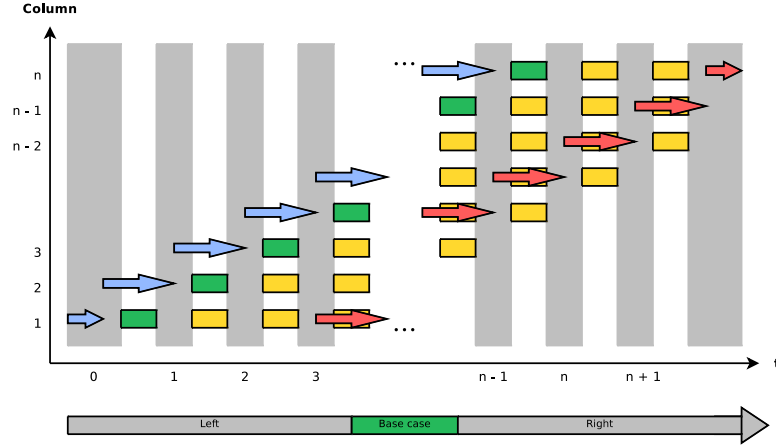 Column
n
...
n - 1
n - 2
3
2
1
...
0
1
2
3
n - 1
n
n + 1
t
Left
Base case
Right